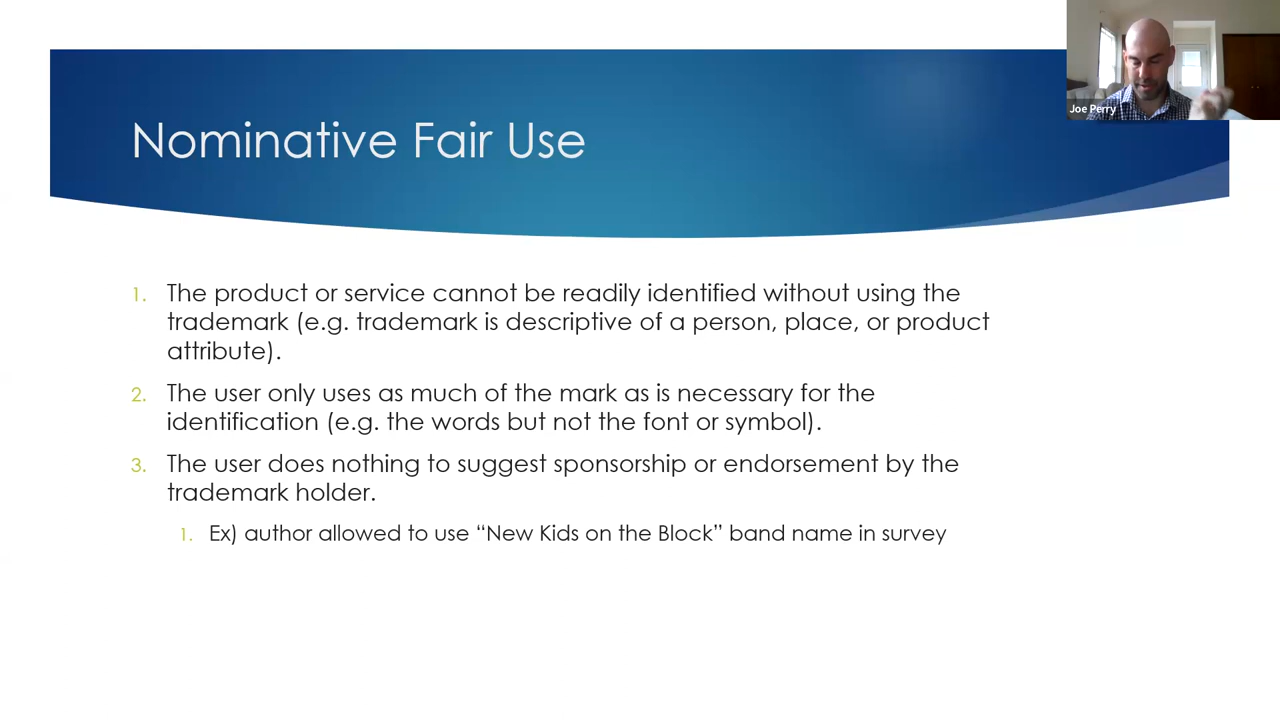 Joe Perry
Nominative Fair Use
1. The product or service cannot be readily identified without using the
trademark (e.g. trademark is descriptive of a person, place, or product
attribute).
2. The user only uses as much of the mark as is necessary for the
identification (e.g. the words but not the font or symbol).
3. The user does nothing to suggest sponsorship or endorsement by the
trademark holder.
1. Ex) author allowed to use “New Kids on the Block” band name in survey